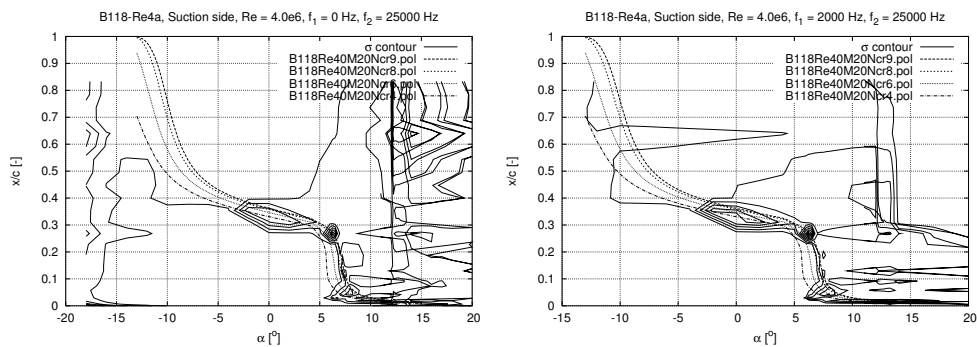 B118-Re4a, Suction side, Re = 4.0e6, f1 = 0 Hz, f2 = 25000 Hz
σ contour
B118Re40M20Ncr9.pol
B118Re40M20Ncr8.pol
B118Re40M20Ncr6.pol
B118Re40M20Ncr4.pol
x/c [-]
1
0.9
0.8
0.7
0.6
0.5
0.4
0.3
0.2
0.1
0
-20 -15 -10 -5 0 5 10 15 20
α [°]
B118-Re4a, Suction side, Re = 4.0e6, f1 = 2000 Hz, f2 = 25000 Hz
σ contour
B118Re40M20Ncr9.pol
B118Re40M20Ncr8.pol
B118Re40M20Ncr6.pol
B118Re40M20Ncr4.pol
x/c [-]
1
0.9
0.8
0.7
0.6
0.5
0.4
0.3
0.2
0.1
0
-15 -10 -5 0 5 10 15 20
α [°]